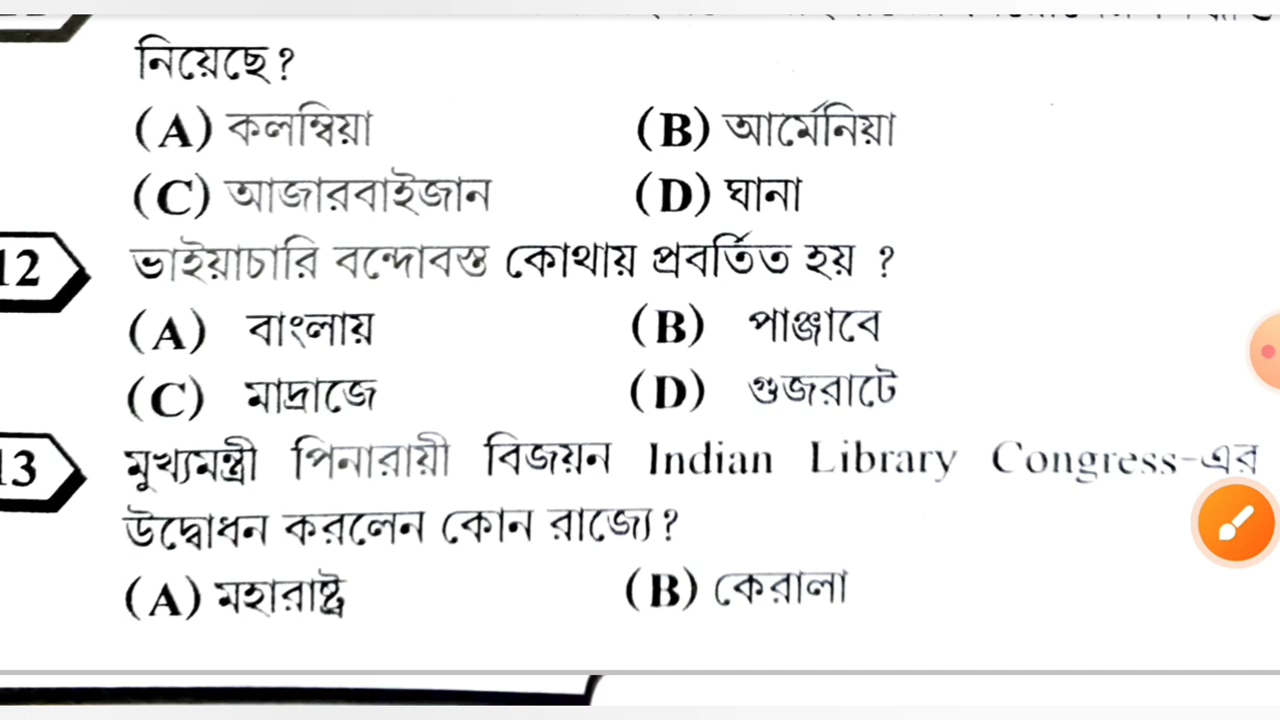 নিয়েছে?
(A) কলম্বিয়া (B) আর্মেনিয়া
(C) আজারবাইজান (D) ঘানা
12 ভাইয়াচারি বন্দোবস্ত কোথায় প্রবর্তিত হয় ?
(A) বাংলায় (B) পাঞ্জাবে
(C) মাদ্রাজে (D) গুজরাটে
13 মুখ্যমন্ত্রী পিনারায়ী বিজয়ন Indian Library Congress-এর
উদ্বোধন করলেন কোন রাজ্যে?
(A) মহারাষ্ট্র (B) কেরালা